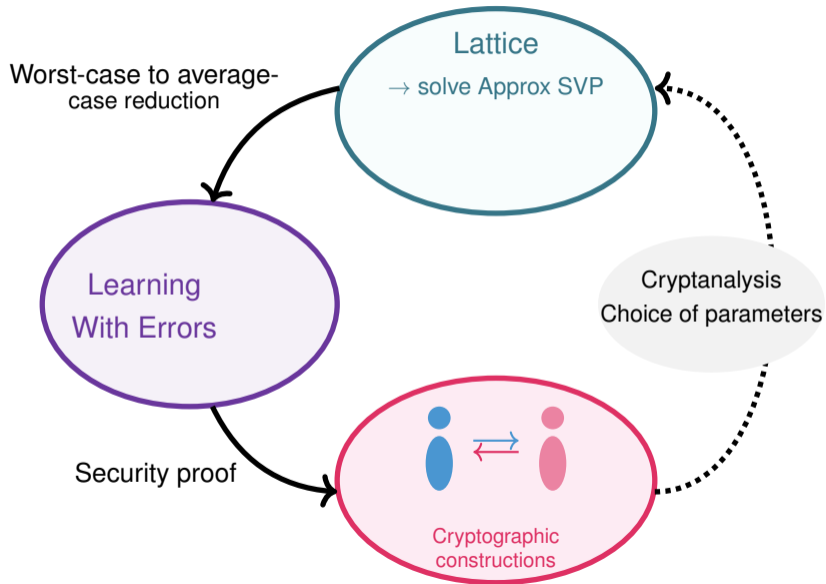 Lattice
→ solve Approx SVP
Worst-case to average-
case reduction
Learning
With Errors
Cryptanalysis
Choice of parameters
Security proof
Cryptographic
constructions